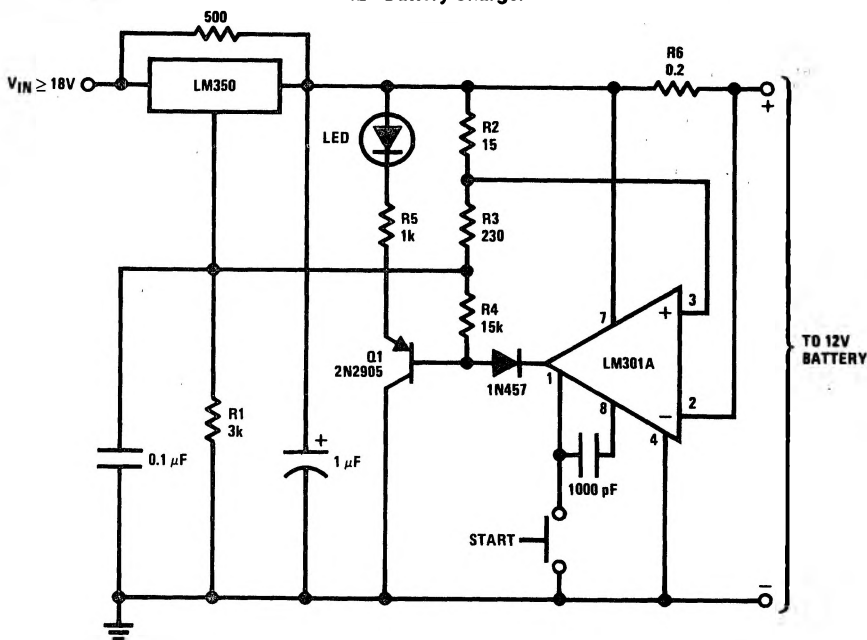 500
V_IN ≥ 18V
LM350
R6
0.2
+
LED
R2
15
R5
1k
R3
230
R4
15k
7
3
+
LM301A
Q1
2N2905
1N457
1
8
4
2
−
TO 12V
BATTERY
R1
3k
0.1 μF
+
1 μF
1000 pF
START
−